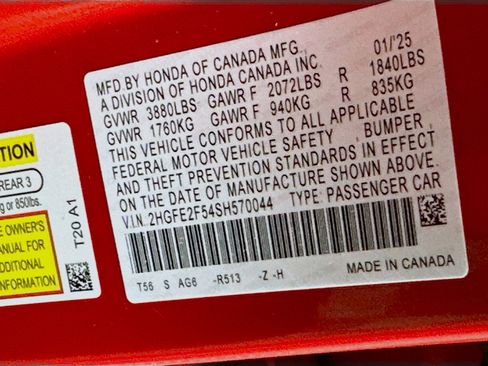 MFD.BY HONDA OF CANADA MFG. 01/'25
A DIVISION OF HONDA CANADA INC
GVWR 3880LBS GAWR F 2072LBS R 1840LBS
GVWR 1760KG GAWR F 940KG R 835KG
THIS VEHICLE CONFORMS TO ALL APPLICABLE
FEDERAL MOTOR VEHICLE SAFETY BUMPER,
AND THEFT PREVENTION STANDARDS IN EFFECT
ON THE DATE OF MANUFACTURE SHOWN ABOVE.
V.I.N. 2HGFE2F54SH570044 TYPE: PASSENGER CAR
T56 S AG6 -R513 -Z -H
MADE IN CANADA
TION
REAR 3
or 850lbs.
OWNER'S
ANUAL FOR
DDITIONAL
INFORMATION
T20 A1